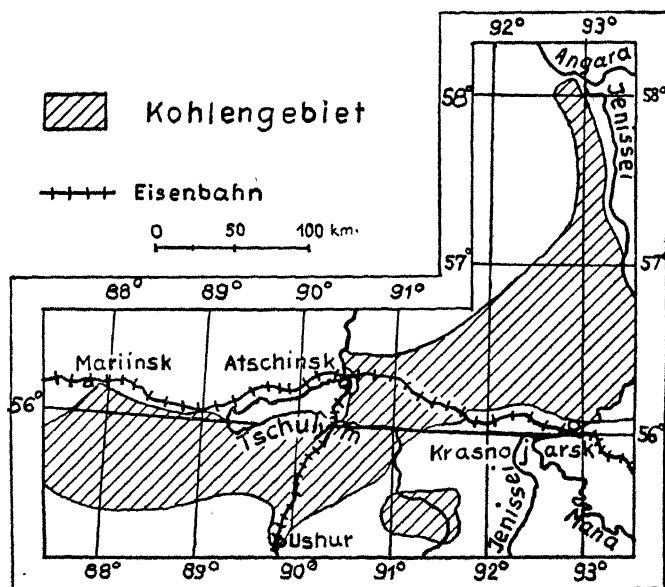 92° 93°
Angara
58° 58°
Jenissei
Kohlengebiet
Eisenbahn
0 50 100 km.
57° 57°
88° 89° 90° 91°
Mariinsk Atschinsk
56° 56°
Tschulym
Krasnojarsk
Jenissei
Mana
Ushur
88° 89° 90° 91° 92° 93°